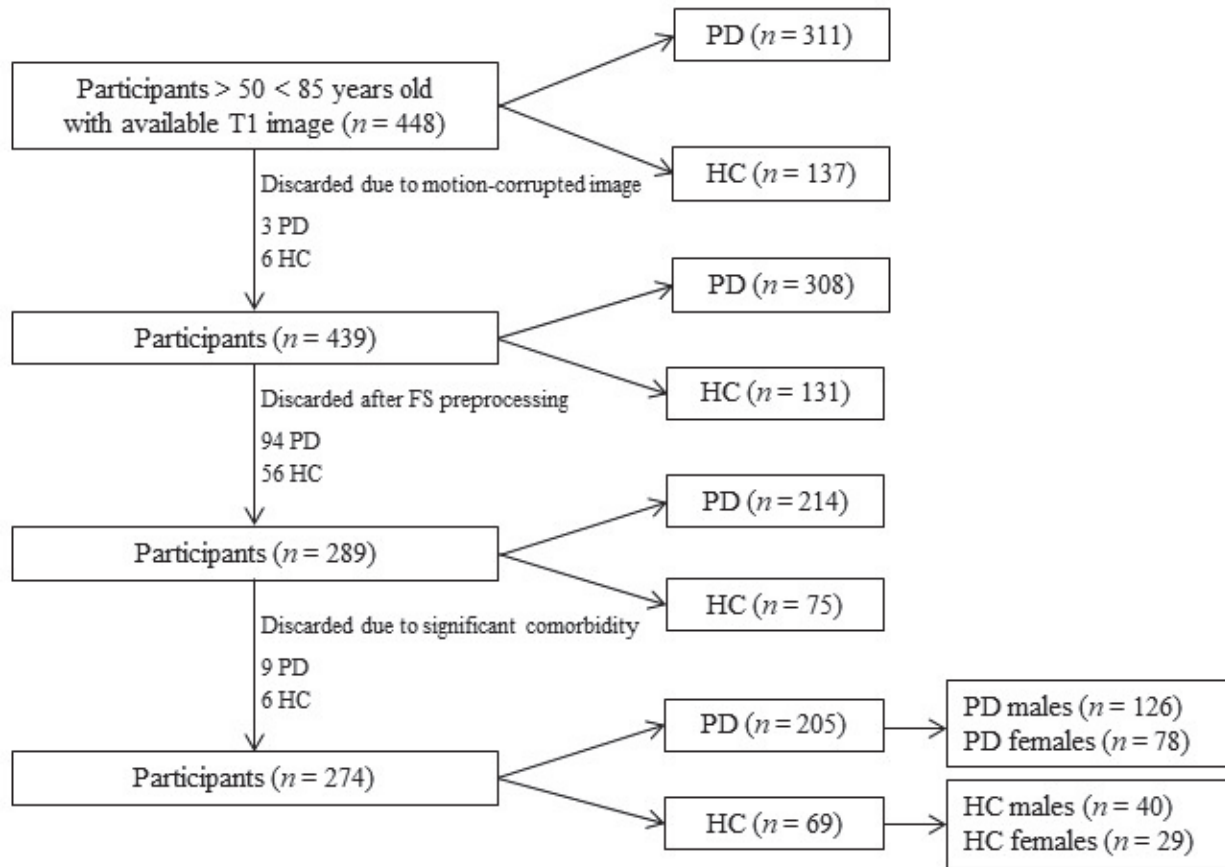 PD (n = 311)
Participants > 50 < 85 years old
with available T1 image (n = 448)
HC (n = 137)
Discarded due to motion-corrupted image
3 PD
6 HC
PD (n = 308)
Participants (n = 439)
HC (n = 131)
Discarded after FS preprocessing
94 PD
56 HC
PD (n = 214)
Participants (n = 289)
HC (n = 75)
Discarded due to significant comorbidity
9 PD
6 HC
PD (n = 205)
PD males (n = 126)
PD females (n = 78)
Participants (n = 274)
HC (n = 69)
HC males (n = 40)
HC females (n = 29)